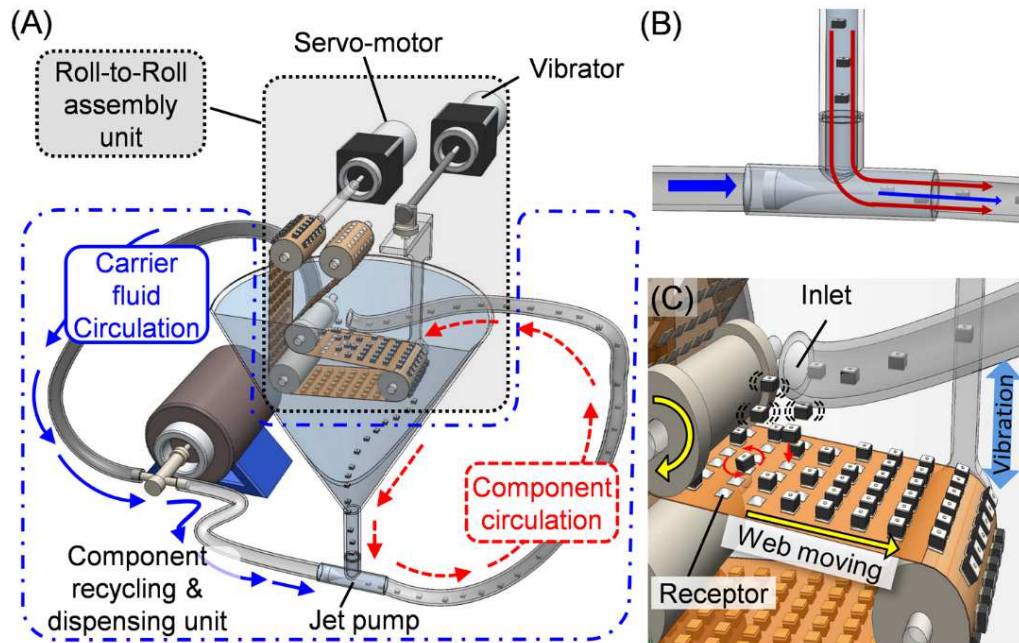 (A)
Servo-motor
Vibrator
Roll-to-Roll
assembly
unit
Carrier
fluid
Circulation
Component
circulation
Component
recycling &
dispensing unit
Jet pump
(B)
(C)
Inlet
Vibration
Web moving
Receptor